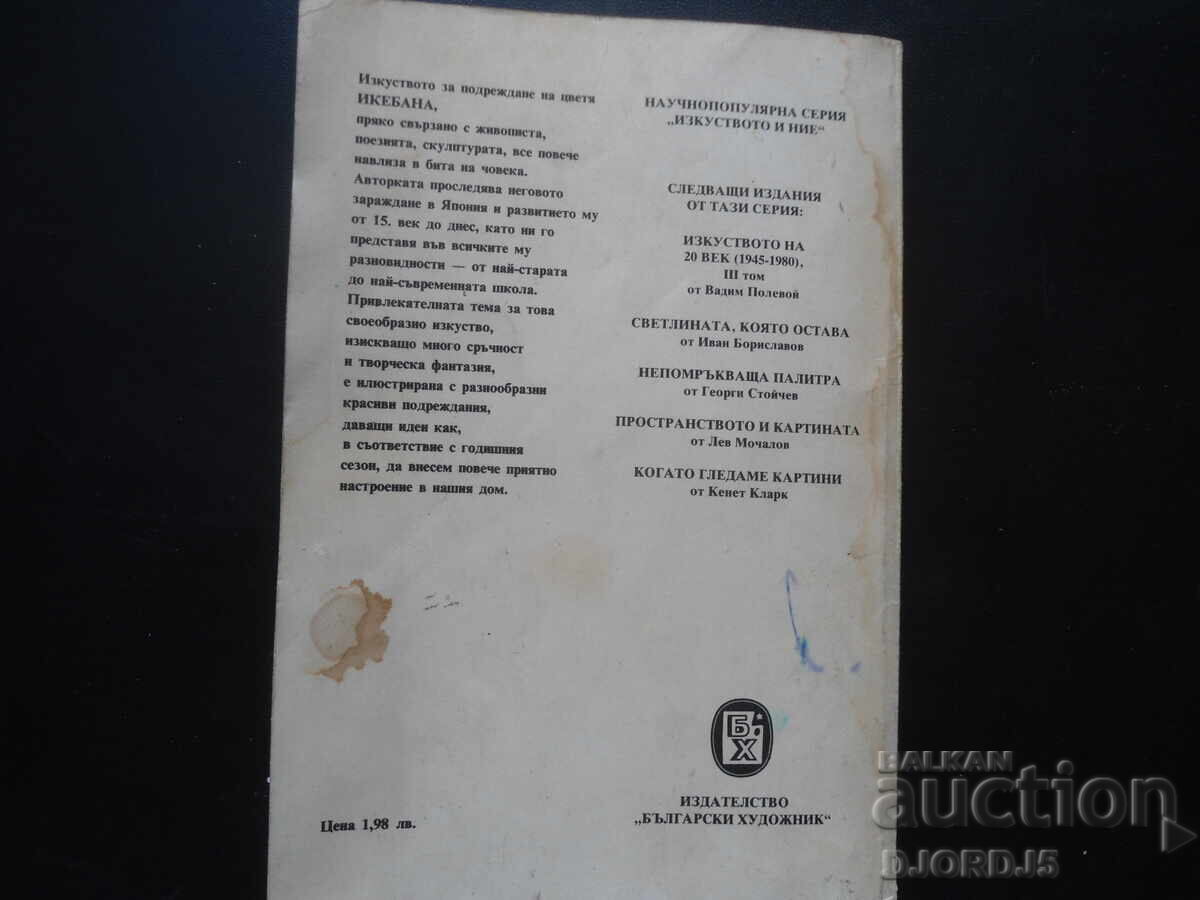 Изкуството за подреждане на цветя
ИКЕБАНА,
пряко свързано с живописта,
поезията, скулптурата, все повече
навлиза в бита на човека.
Авторката проследява неговото
зараждане в Япония и развитието му
от 15. век до днес, като ни го
представя във всичките му
разновидности — от най-старата
до най-съвременната школа.
Привлекателната тема за това
своеобразно изкуство,
изискващо много сръчност
и творческа фантазия,
е илюстрирана с разнообразни
красиви подреждания,
даващи идеи как,
в съответствие с годишния
сезон, да внесем повече приятно
настроение в нашия дом.
Цена 1,98 лв.
НАУЧНОПОПУЛЯРНА СЕРИЯ
„ИЗКУСТВОТО И НИЕ“
СЛЕДВАЩИ ИЗДАНИЯ
ОТ ТАЗИ СЕРИЯ:
ИЗКУСТВОТО НА
20 ВЕК (1945-1980),
III том
от Вадим Полевой
СВЕТЛИНАТА, КОЯТО ОСТАВА
от Иван Бориславов
НЕПОМРЪКВАЩА ПАЛИТРА
от Георги Стойчев
ПРОСТРАНСТВОТО И КАРТИНАТА
от Лев Мочалов
КОГАТО ГЛЕДАМЕ КАРТИНИ
от Кенет Кларк
БХ
ИЗДАТЕЛСТВО
„БЪЛГАРСКИ ХУДОЖНИК“
BALKAN
auction
DJORDJ5